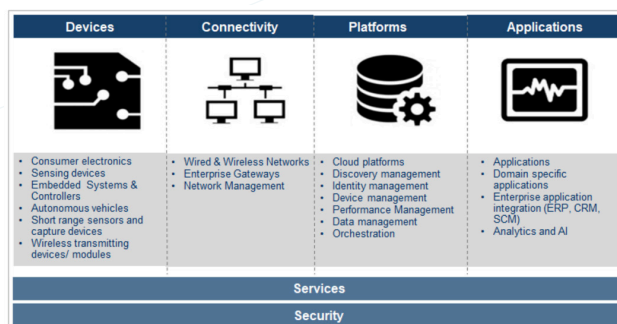 Devices
Connectivity
Platforms
Applications
• Consumer electronics
• Sensing devices
• Embedded Systems &
Controllers
• Autonomous vehicles
• Short range sensors and
capture devices
• Wireless transmitting
devices/ modules
• Wired & Wireless Networks
• Enterprise Gateways
• Network Management
• Cloud platforms
• Discovery management
• Identity management
• Device management
• Performance Management
• Data management
• Orchestration
• Applications
• Domain specific
applications
• Enterprise application
integration (ERP, CRM,
SCM)
• Analytics and AI
Services
Security